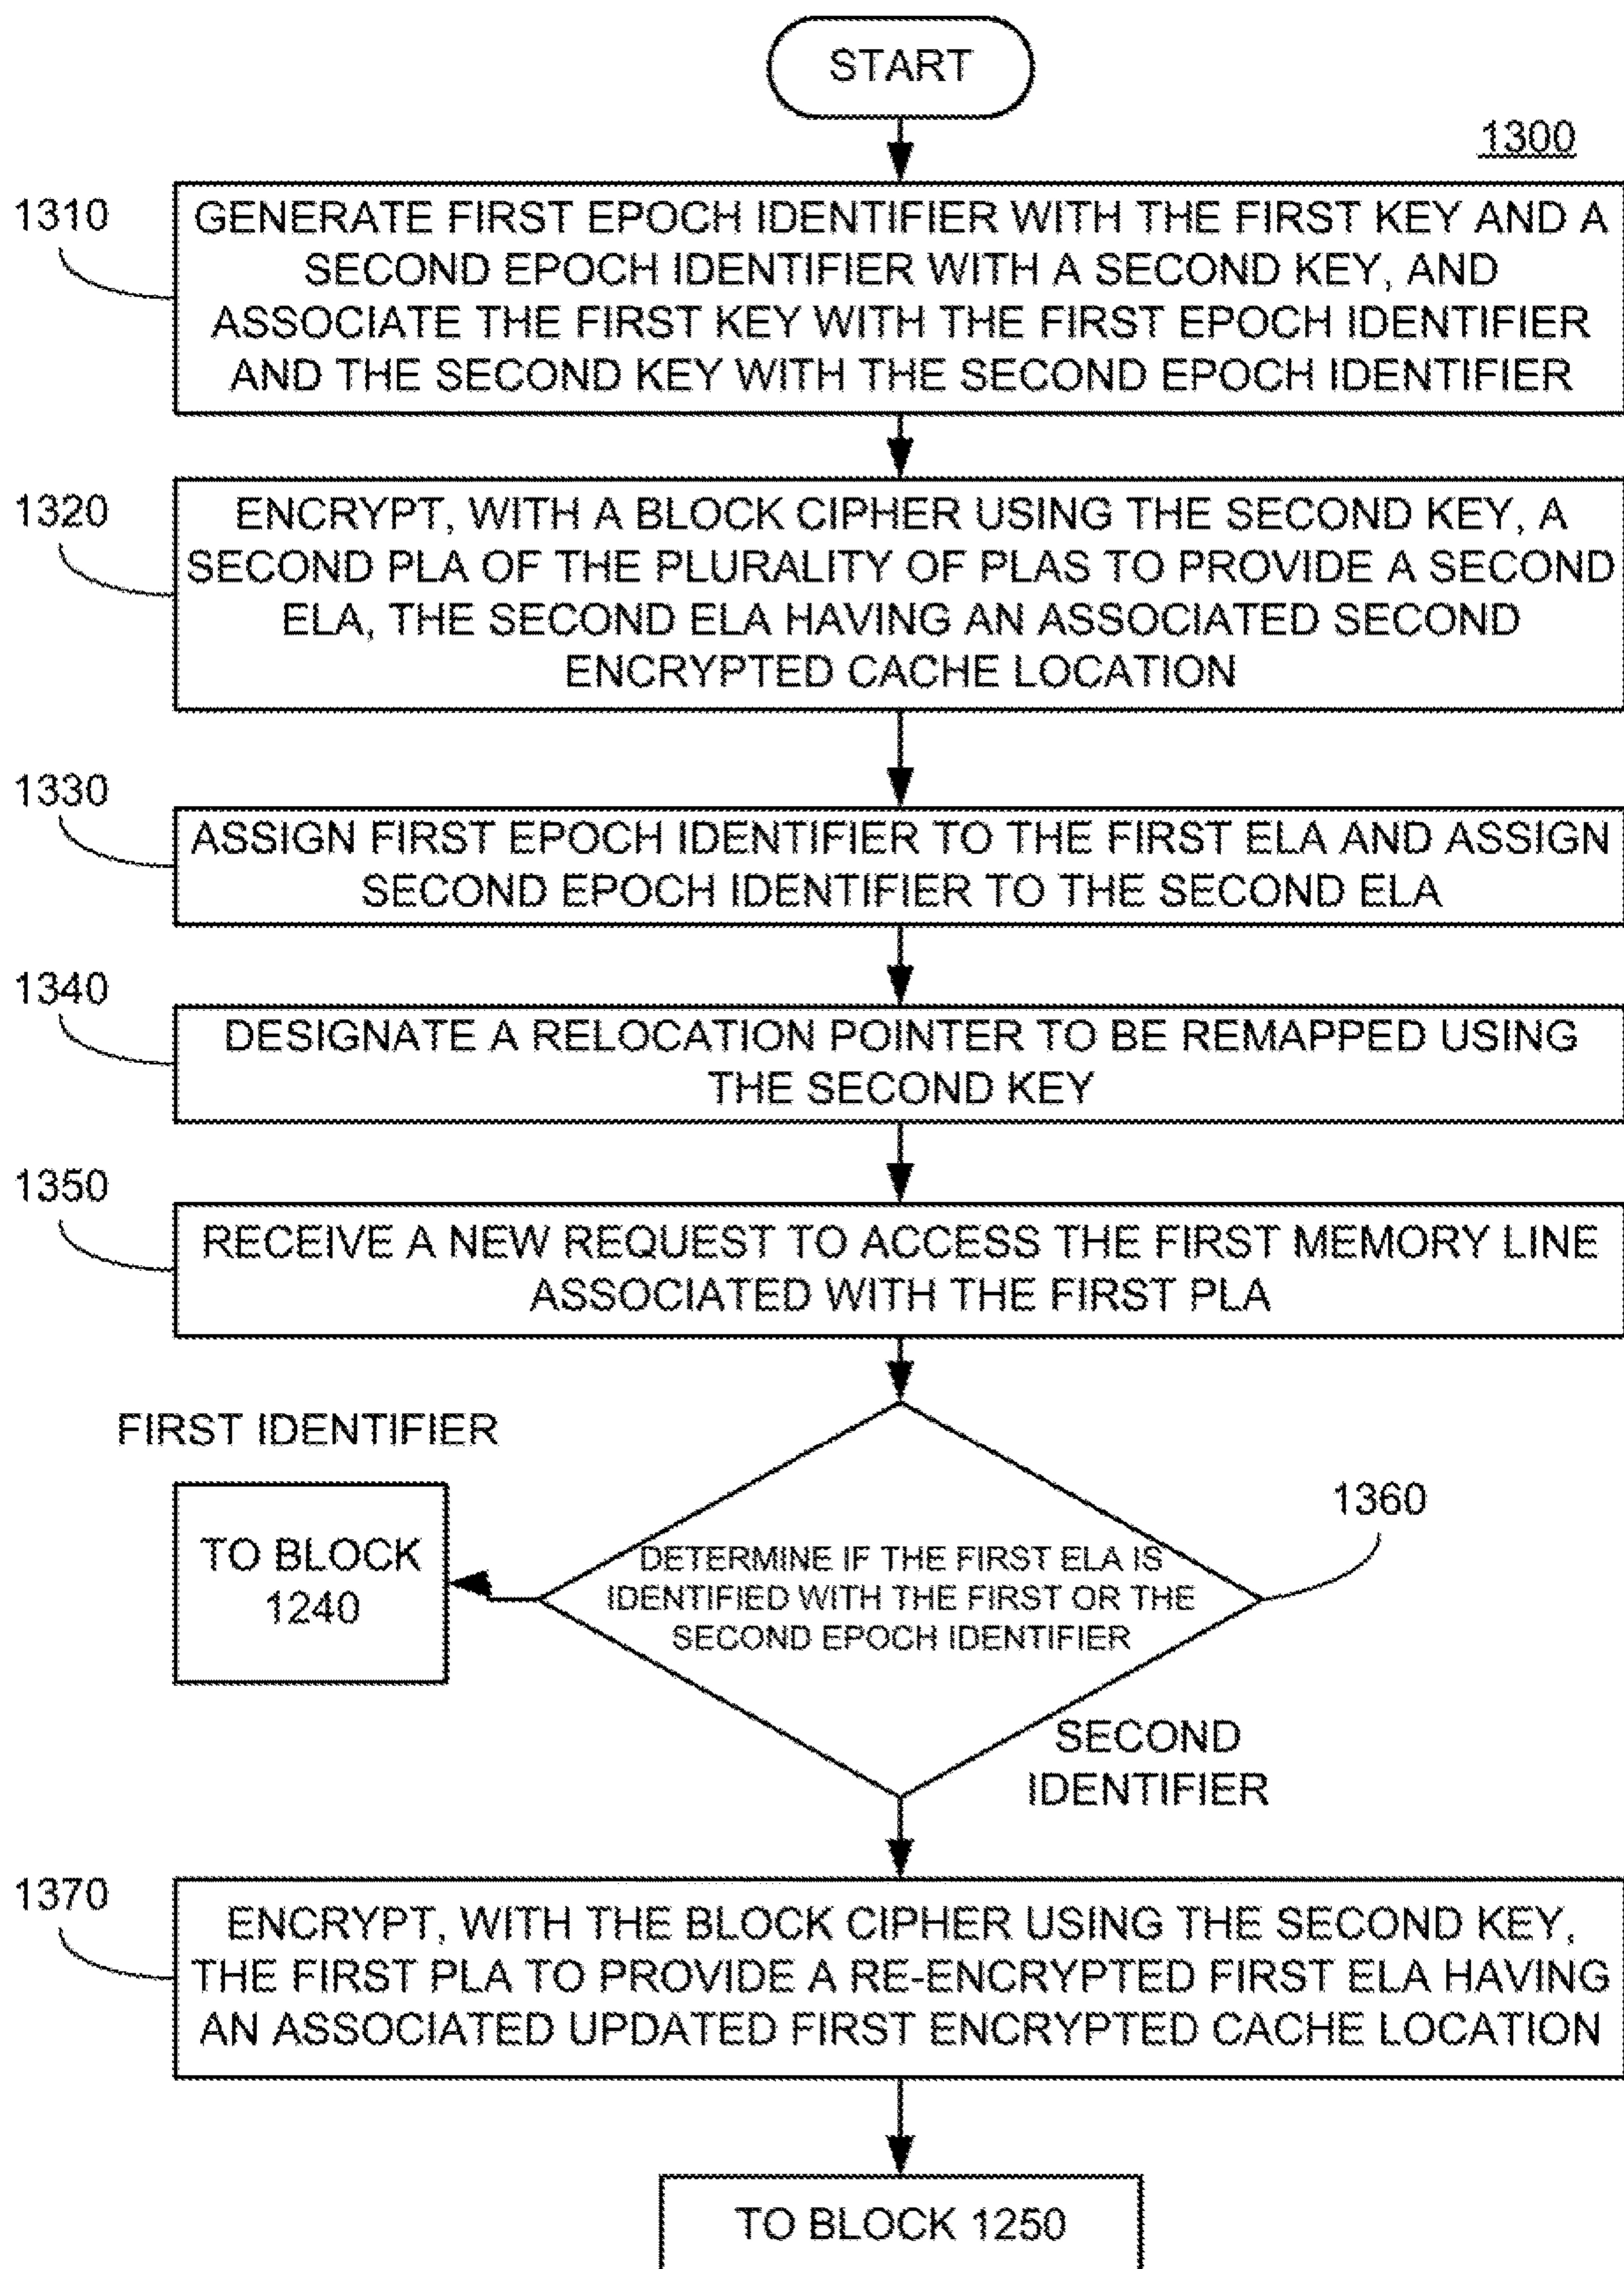 START
1300
1310
GENERATE FIRST EPOCH IDENTIFIER WITH THE FIRST KEY AND A
SECOND EPOCH IDENTIFIER WITH A SECOND KEY, AND
ASSOCIATE THE FIRST KEY WITH THE FIRST EPOCH IDENTIFIER
AND THE SECOND KEY WITH THE SECOND EPOCH IDENTIFIER
1320
ENCRYPT, WITH A BLOCK CIPHER USING THE SECOND KEY, A
SECOND PLA OF THE PLURALITY OF PLAS TO PROVIDE A SECOND
ELA, THE SECOND ELA HAVING AN ASSOCIATED SECOND
ENCRYPTED CACHE LOCATION
1330
ASSIGN FIRST EPOCH IDENTIFIER TO THE FIRST ELA AND ASSIGN
SECOND EPOCH IDENTIFIER TO THE SECOND ELA
1340
DESIGNATE A RELOCATION POINTER TO BE REMAPPED USING
THE SECOND KEY
1350
RECEIVE A NEW REQUEST TO ACCESS THE FIRST MEMORY LINE
ASSOCIATED WITH THE FIRST PLA
FIRST IDENTIFIER
TO BLOCK
1240
1360
DETERMINE IF THE FIRST ELA IS
IDENTIFIED WITH THE FIRST OR THE
SECOND EPOCH IDENTIFIER
SECOND
IDENTIFIER
1370
ENCRYPT, WITH THE BLOCK CIPHER USING THE SECOND KEY,
THE FIRST PLA TO PROVIDE A RE-ENCRYPTED FIRST ELA HAVING
AN ASSOCIATED UPDATED FIRST ENCRYPTED CACHE LOCATION
TO BLOCK 1250